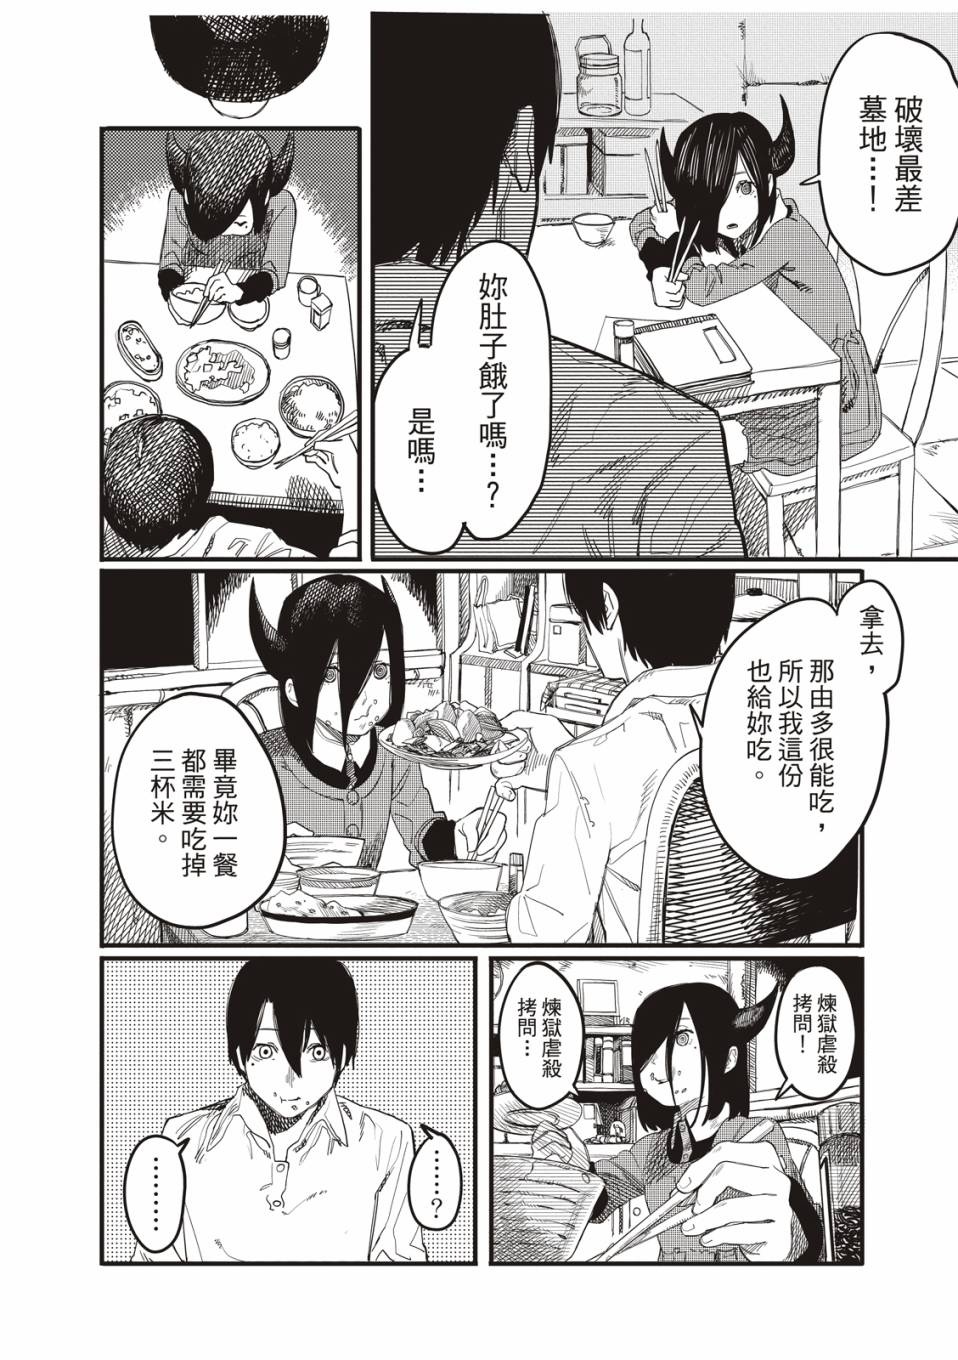 破壞最差
墓地…！
妳肚子餓了嗎…？
是嗎…
拿去，
那由多很能吃，
所以我這份
也給妳吃。
畢竟妳一餐
都需要吃掉
三杯米。
煉獄虐殺
拷問！
煉獄虐殺
拷問…
……？
………